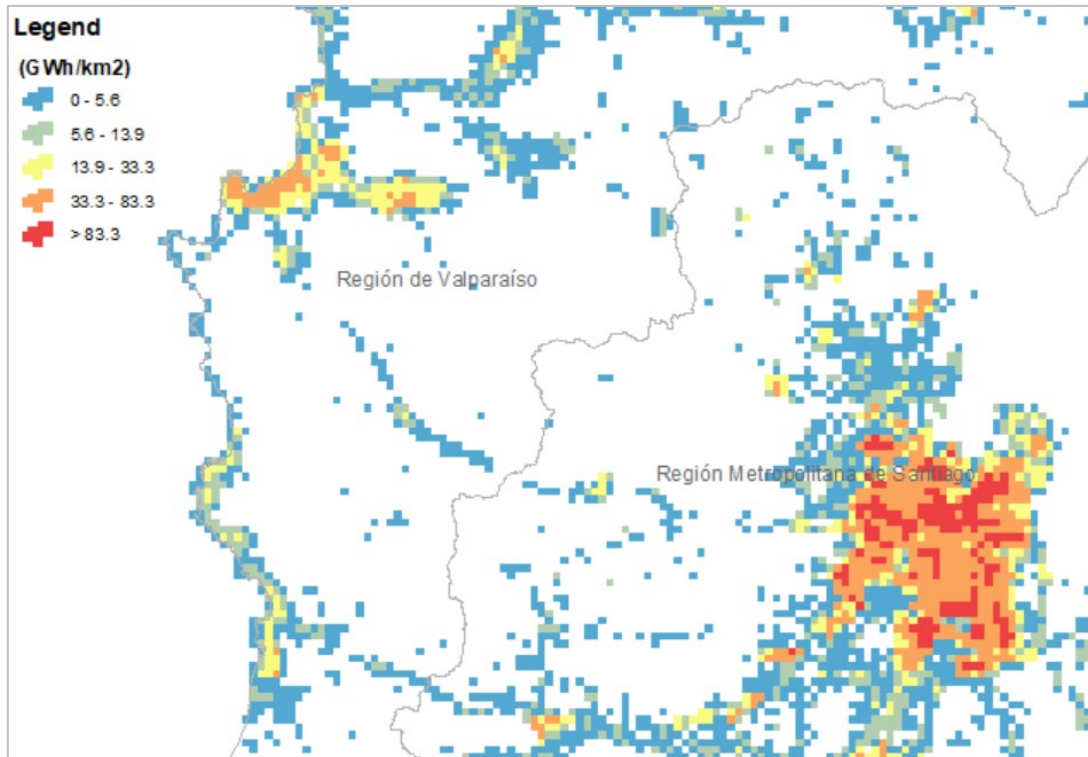 Legend
(GWh/km2)
0 - 5.6
5.6 - 13.9
13.9 - 33.3
33.3 - 83.3
> 83.3
Región de Valparaíso
Región Metropolitana de Santiago